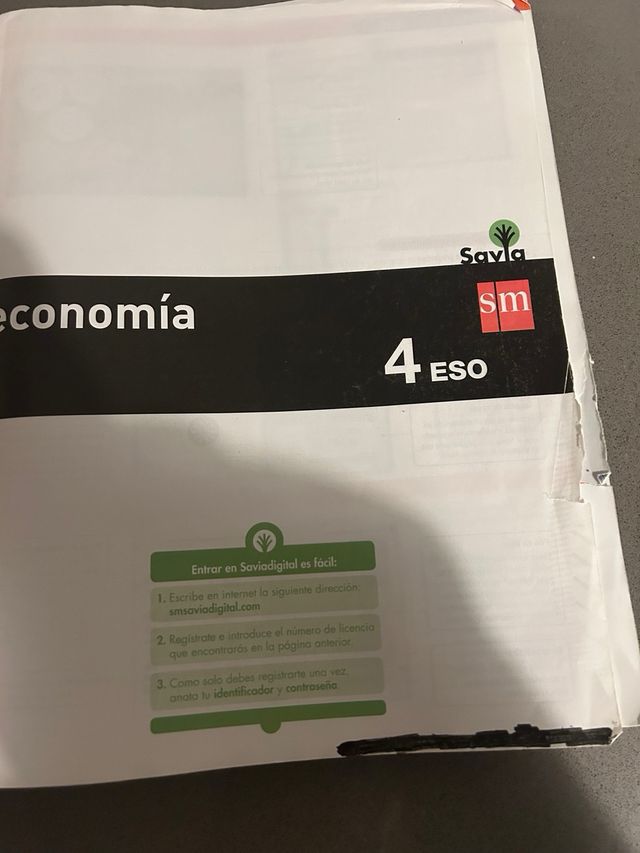 Savia
economía
sm
4 ESO
Entrar en Saviadigital es fácil:
1. Escribe en internet la siguiente dirección:
smsaviadigital.com
2. Regístrate e introduce el número de licencia
que encontrarás en la página anterior.
3. Como solo debes registrarte una vez,
anota tu identificador y contraseña.